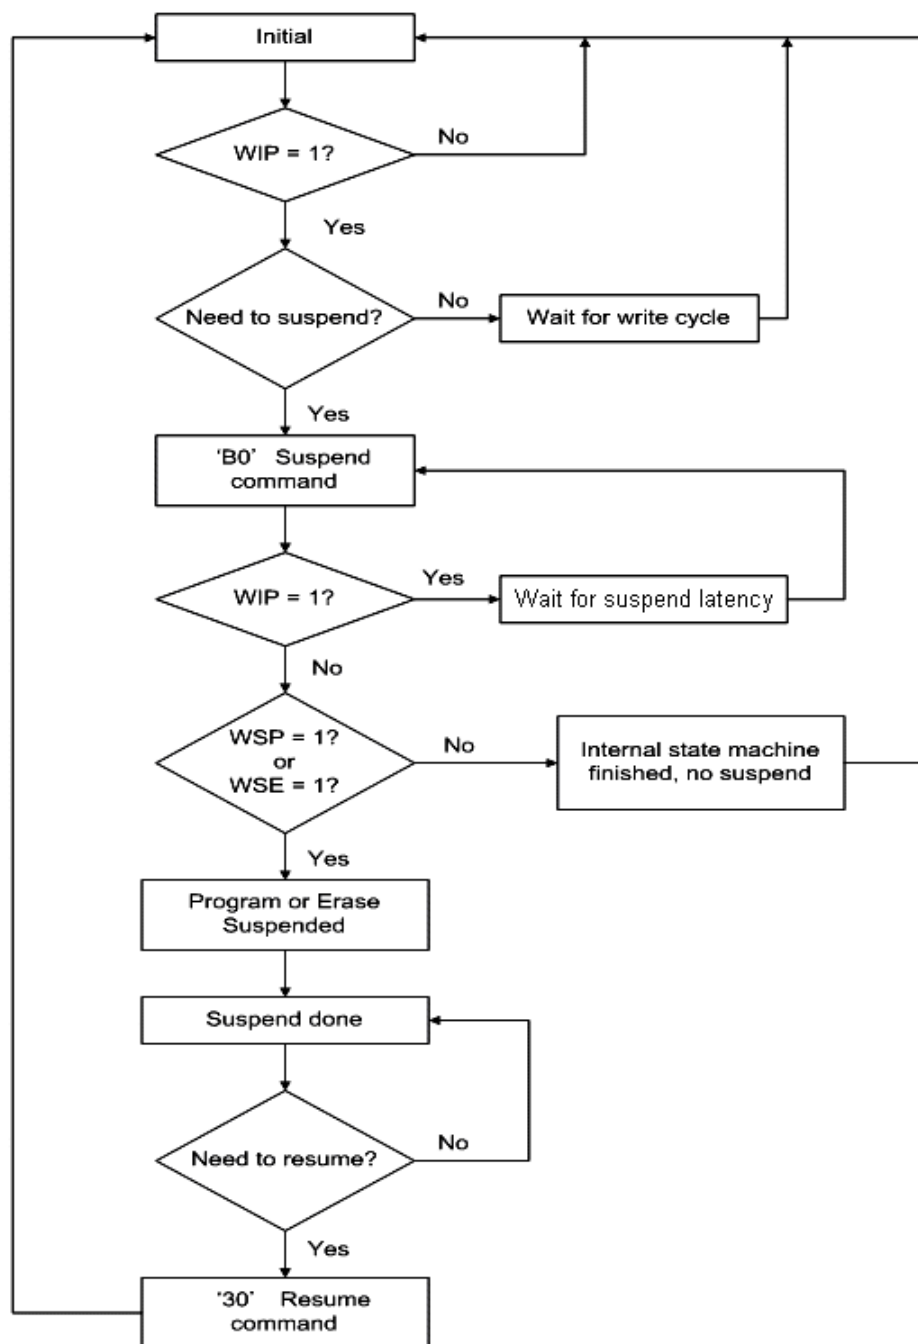 Initial
WIP = 1?
No
Yes
Need to suspend?
No
Wait for write cycle
Yes
‘B0’ Suspend
command
WIP = 1?
Yes
Wait for suspend latency
No
WSP = 1?
or
WSE = 1?
No
Internal state machine
finished, no suspend
Yes
Program or Erase
Suspended
Suspend done
Need to resume?
No
Yes
‘30’ Resume
command